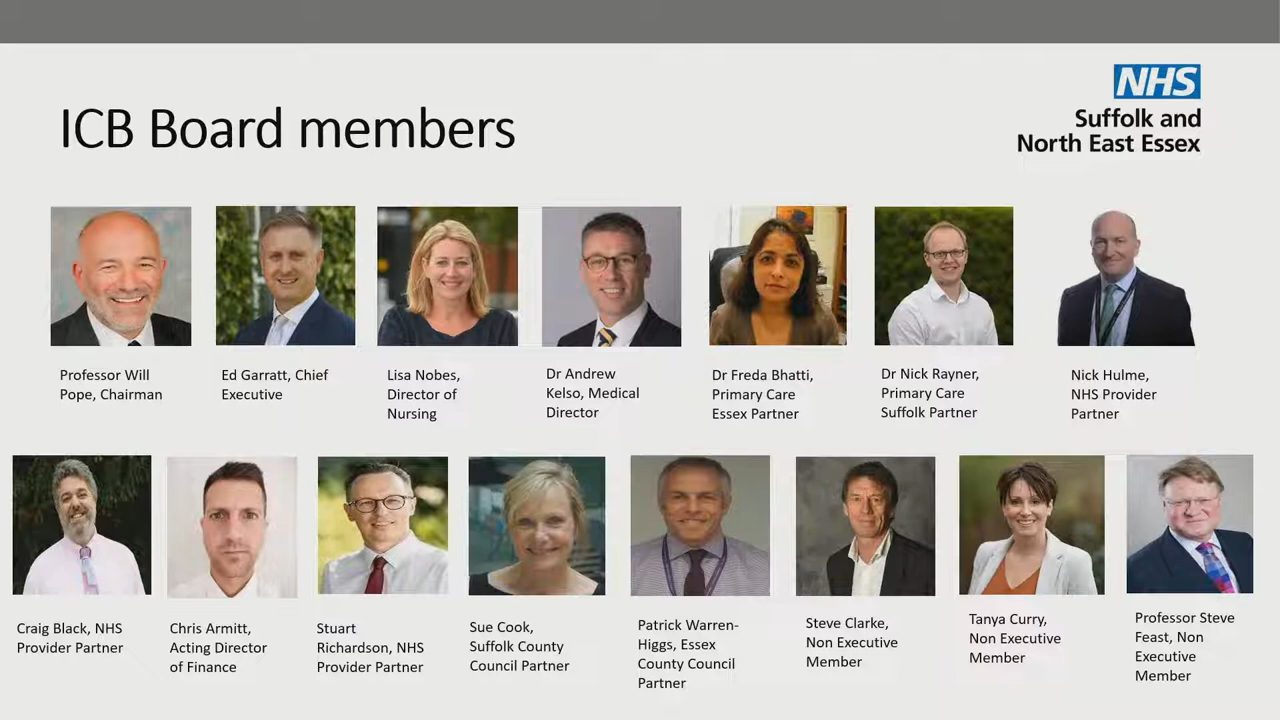 NHS
Suffolk and
North East Essex
ICB Board members
Professor Will
Pope, Chairman
Ed Garratt, Chief
Executive
Lisa Nobes,
Director of
Nursing
Dr Andrew
Kelso, Medical
Director
Dr Freda Bhatti,
Primary Care
Essex Partner
Dr Nick Rayner,
Primary Care
Suffolk Partner
Nick Hulme,
NHS Provider
Partner
Craig Black, NHS
Provider Partner
Chris Armitt,
Acting Director
of Finance
Stuart
Richardson, NHS
Provider Partner
Sue Cook,
Suffolk County
Council Partner
Patrick Warren-
Higgs, Essex
County Council
Partner
Steve Clarke,
Non Executive
Member
Tanya Curry,
Non Executive
Member
Professor Steve
Feast, Non
Executive
Member